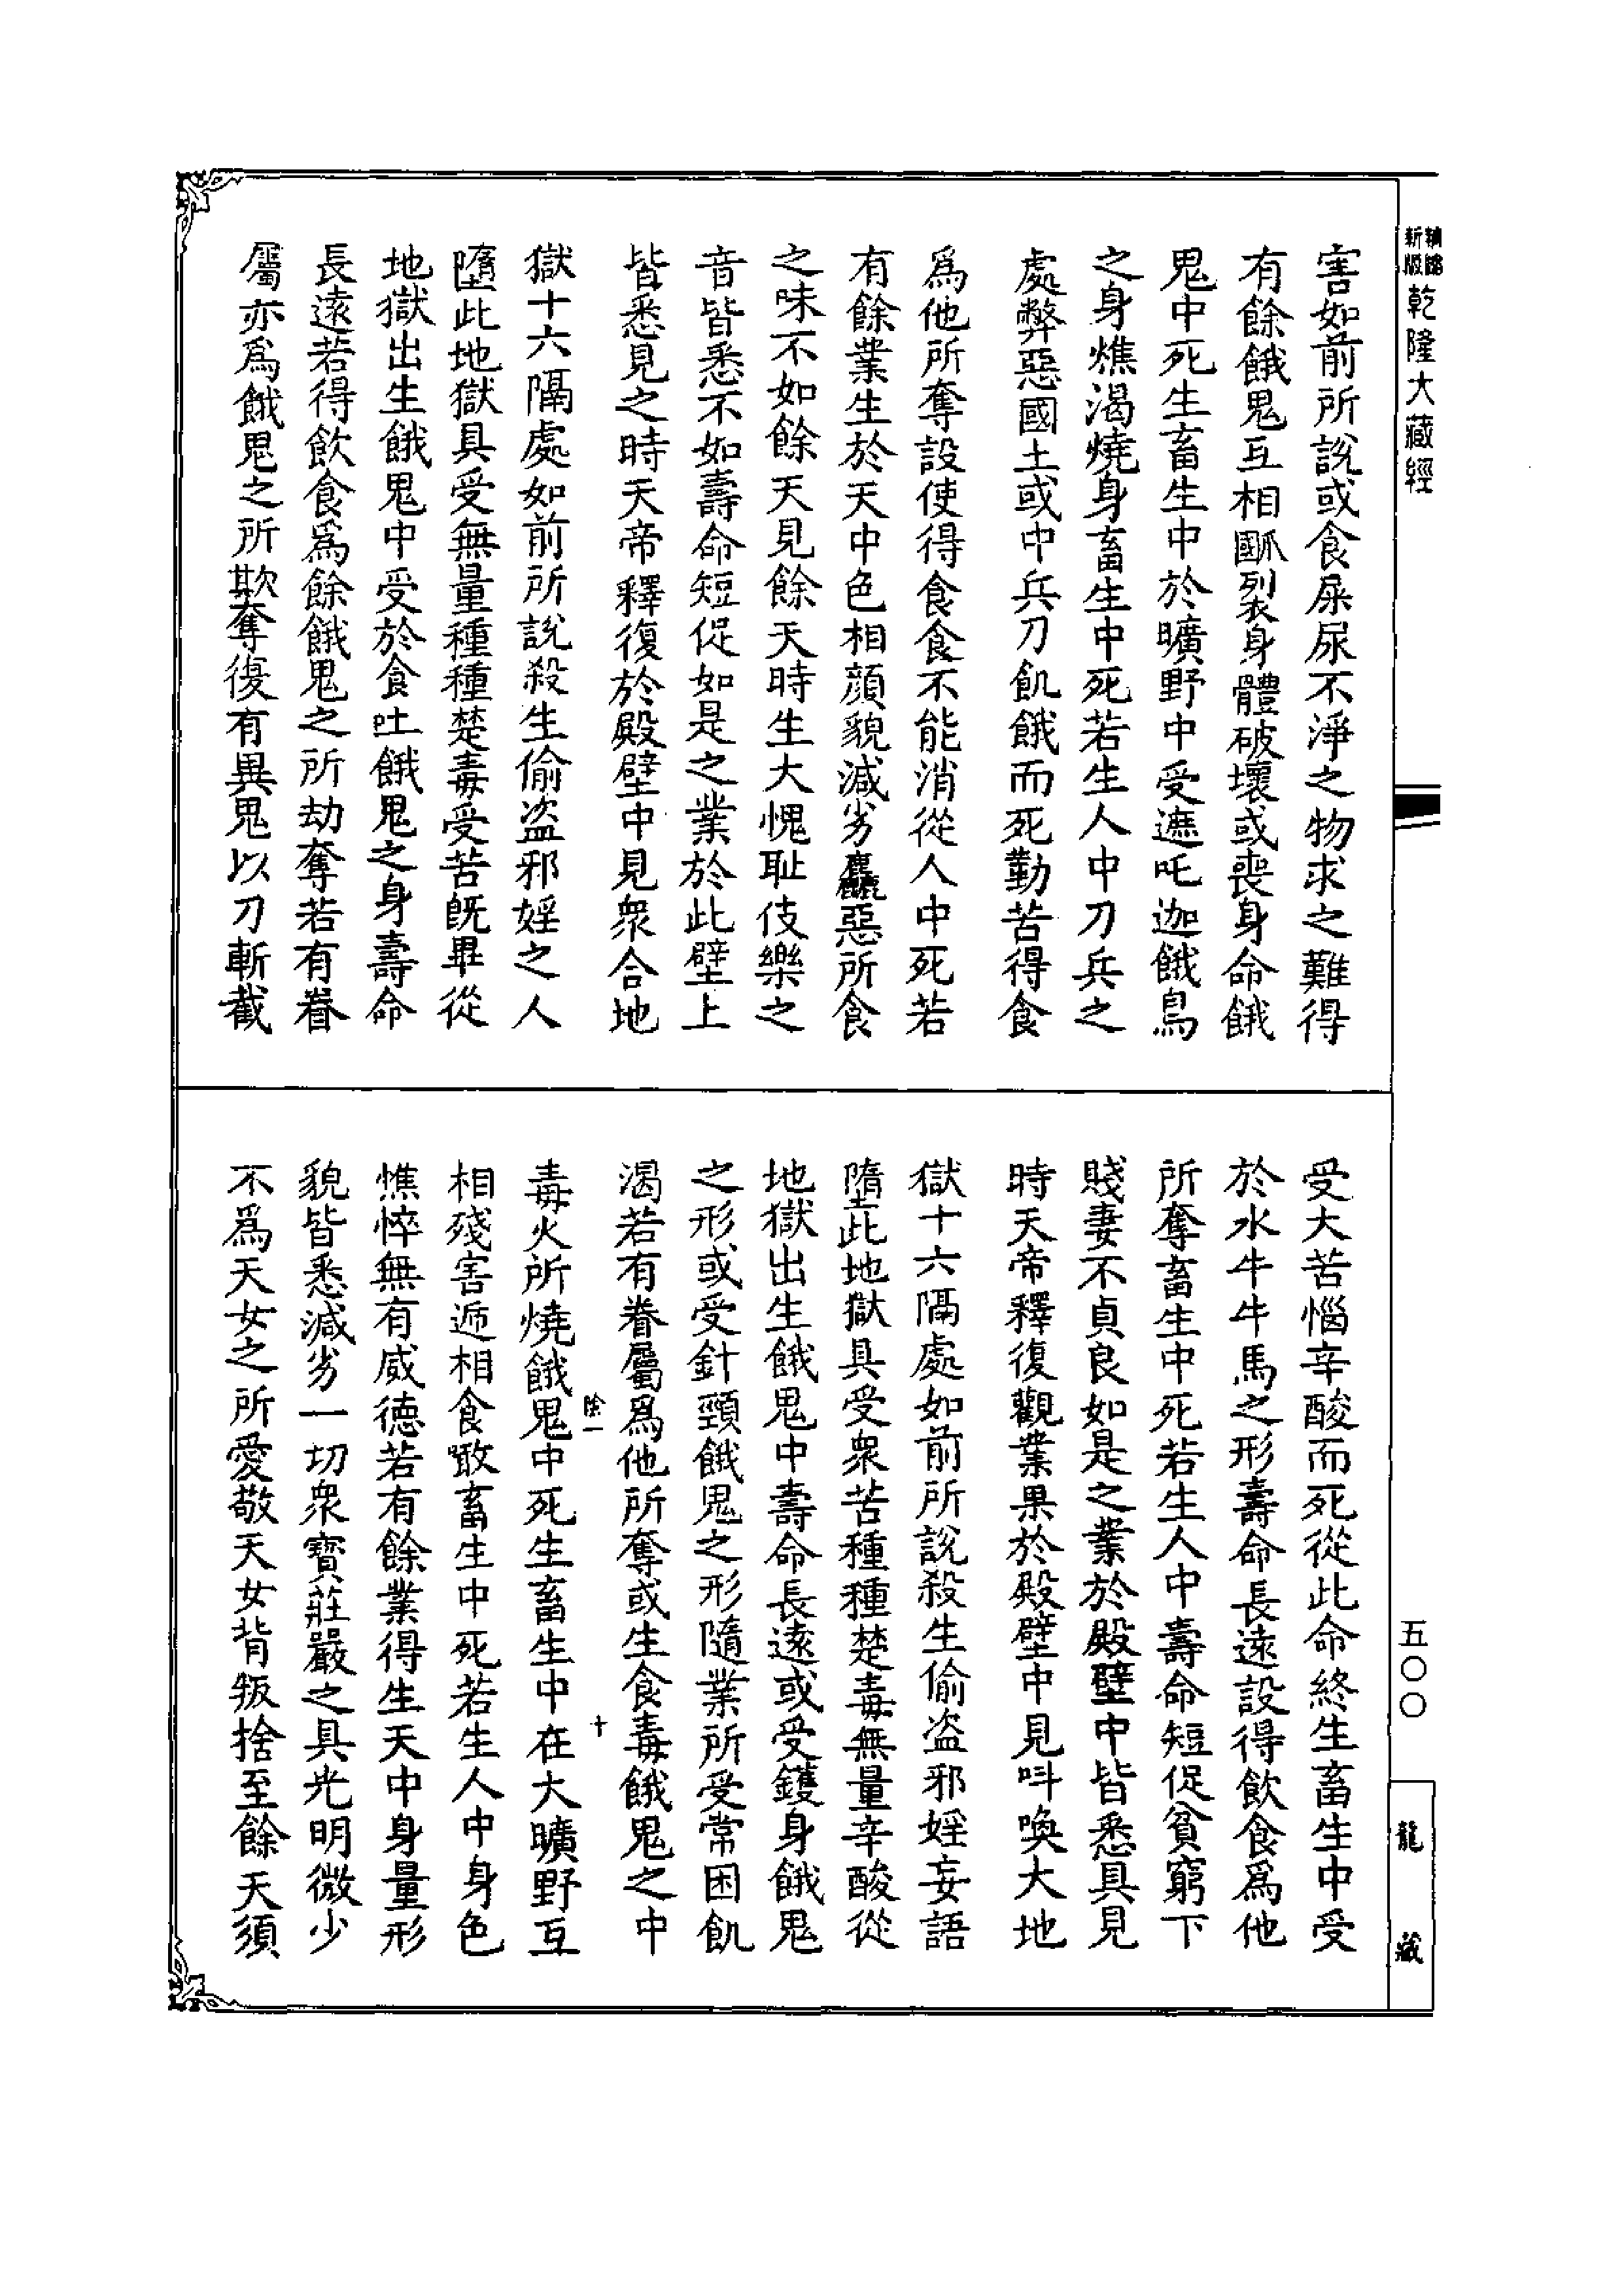 新版
乾隆大藏經
害如前所說或食屎尿不淨之物求之難得
有餘餓鬼互相䶩裂身體破壞或喪身命餓
鬼中死生畜生中於曠野中受遮吒迦餓鳥
之身燋渴燒身畜生中死若生人中刀兵之
處弊惡國土或中兵刀飢餓而死勤苦得食
爲他所奪設使得食食不能消從人中死若
有餘業生於天中色相顏貌減劣麤惡所食
之味不如餘天見餘天時生大愧耻伎樂之
音皆悉不如壽命短促如是之業於此壁上
皆悉見之時天帝釋復於殿壁中見衆合地
獄十六隔處如前所說殺生偷盜邪婬之人
墮此地獄具受無量種種楚毒受苦旣畢從
地獄出生餓鬼中受於食吐餓鬼之身壽命
長遠若得飮食爲餘餓鬼之所劫奪若有眷
屬亦爲餓鬼之所欺奪復有異鬼以刀斬截
受大苦惱辛酸而死從此命終生畜生中受
於水牛牛馬之形壽命長遠設得飮食爲他
所奪畜生中死若生人中壽命短促貧窮下
賤妻不貞良如是之業於殿壁中皆悉具見
時天帝釋復觀業果於殿壁中見呌喚大地
獄十六隔處如前所說殺生偷盜邪婬妄語
墮此地獄具受衆苦種種楚毒無量辛酸從
地獄出生餓鬼中壽命長遠或受鑊身餓鬼
之形或受針頸餓鬼之形隨業所受常困飢
渴若有眷屬爲他所奪或生食毒餓鬼之中
毒火所燒餓鬼中死生畜生中在大曠野互
相殘害遞相食噉畜生中死若生人中身色
憔悴無有威德若有餘業得生天中身量形
貌皆悉減劣一切衆寶莊嚴之具光明微少
不爲天女之所愛敬天女背叛捨至餘天須
十
五〇〇
龍藏